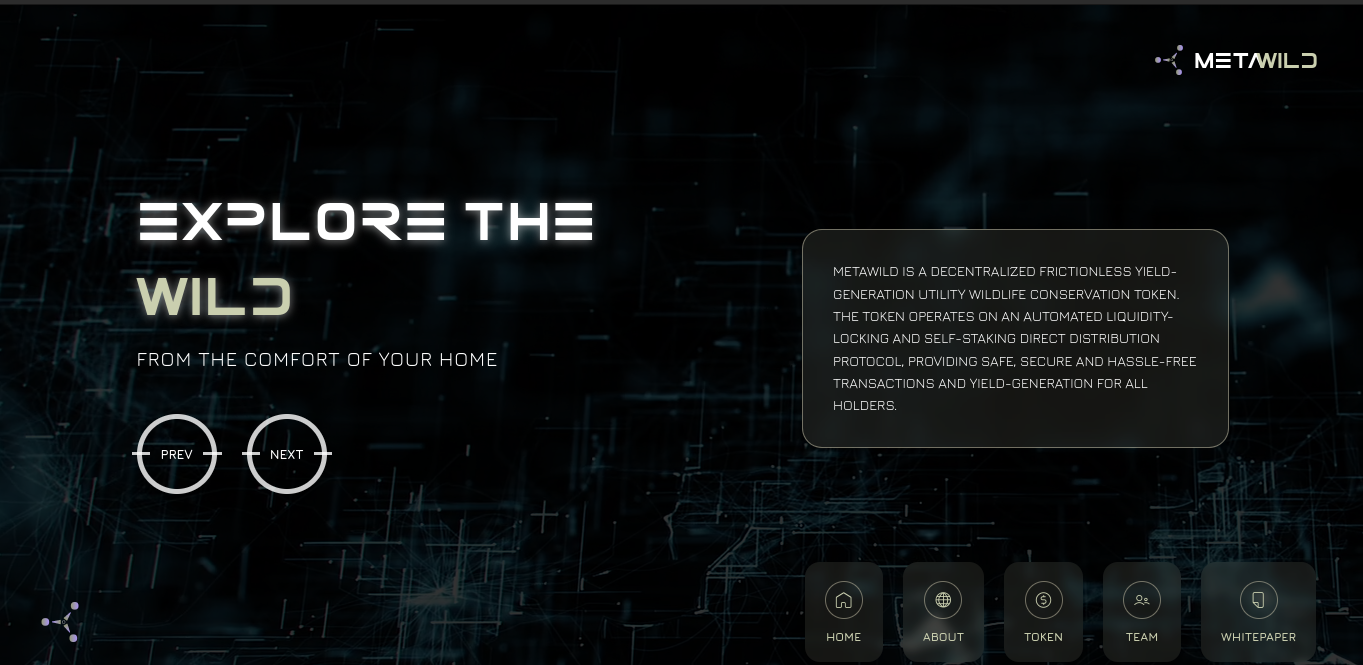 METAWILD
EXPLORE THE
WILD
FROM THE COMFORT OF YOUR HOME
PREV
NEXT
METAWILD IS A DECENTRALIZED FRICTIONLESS YIELD-
GENERATION UTILITY WILDLIFE CONSERVATION TOKEN.
THE TOKEN OPERATES ON AN AUTOMATED LIQUIDITY-
LOCKING AND SELF-STAKING DIRECT DISTRIBUTION
PROTOCOL, PROVIDING SAFE, SECURE AND HASSLE-FREE
TRANSACTIONS AND YIELD-GENERATION FOR ALL
HOLDERS.
HOME
ABOUT
TOKEN
TEAM
WHITEPAPER